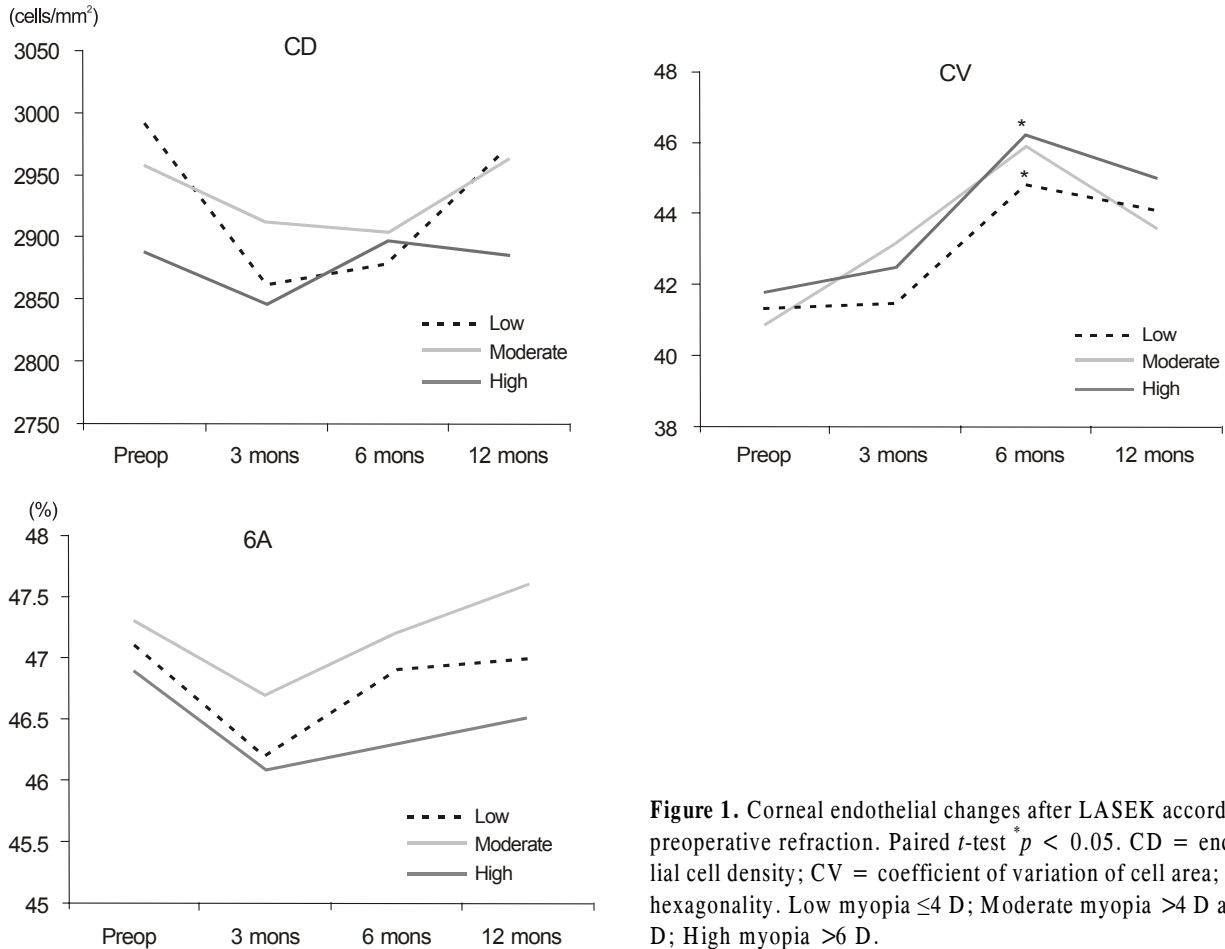 (cells/mm²)
CD
3050
3000
2950
2900
2850
2800
2750
Low
Moderate
High
Preop 3 mons 6 mons 12 mons
CV
48
46
44
42
40
38
*
*
Low
Moderate
High
Preop 3 mons 6 mons 12 mons
(%)
6A
48
47.5
47
46.5
46
45.5
45
Low
Moderate
High
Preop 3 mons 6 mons 12 mons
Figure 1. Corneal endothelial changes after LASEK accord
preoperative refraction. Paired t-test *p < 0.05. CD = end
lial cell density; CV = coefficient of variation of cell area;
hexagonality. Low myopia ≤4 D; Moderate myopia >4 D a
D; High myopia >6 D.